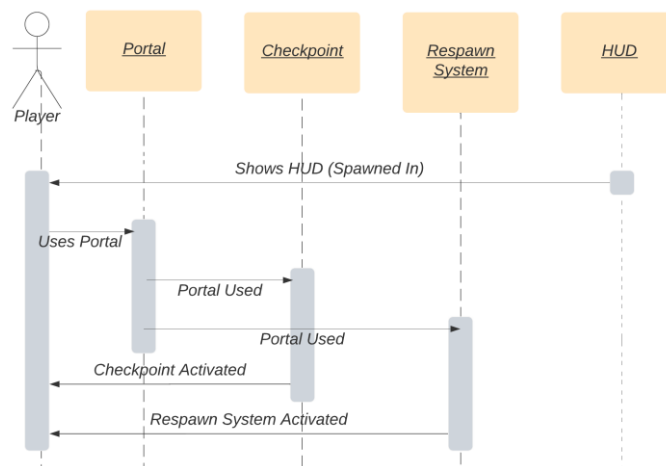 Portal
Checkpoint
Respawn
System
HUD
Player
Shows HUD (Spawned In)
Uses Portal
Portal Used
Portal Used
Checkpoint Activated
Respawn System Activated